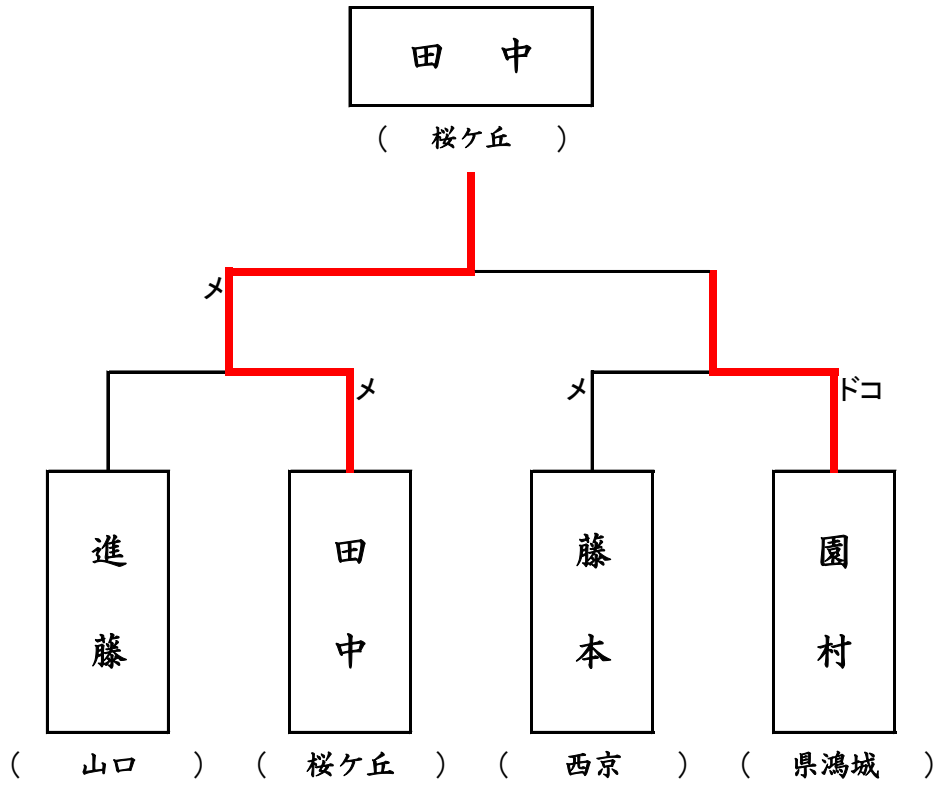 田 中
( 桜ケ丘 )
メ
メ
メ
ドコ
進藤
田中
藤本
園村
( 山口 )
( 桜ケ丘 )
( 西京 )
( 県鴻城 )